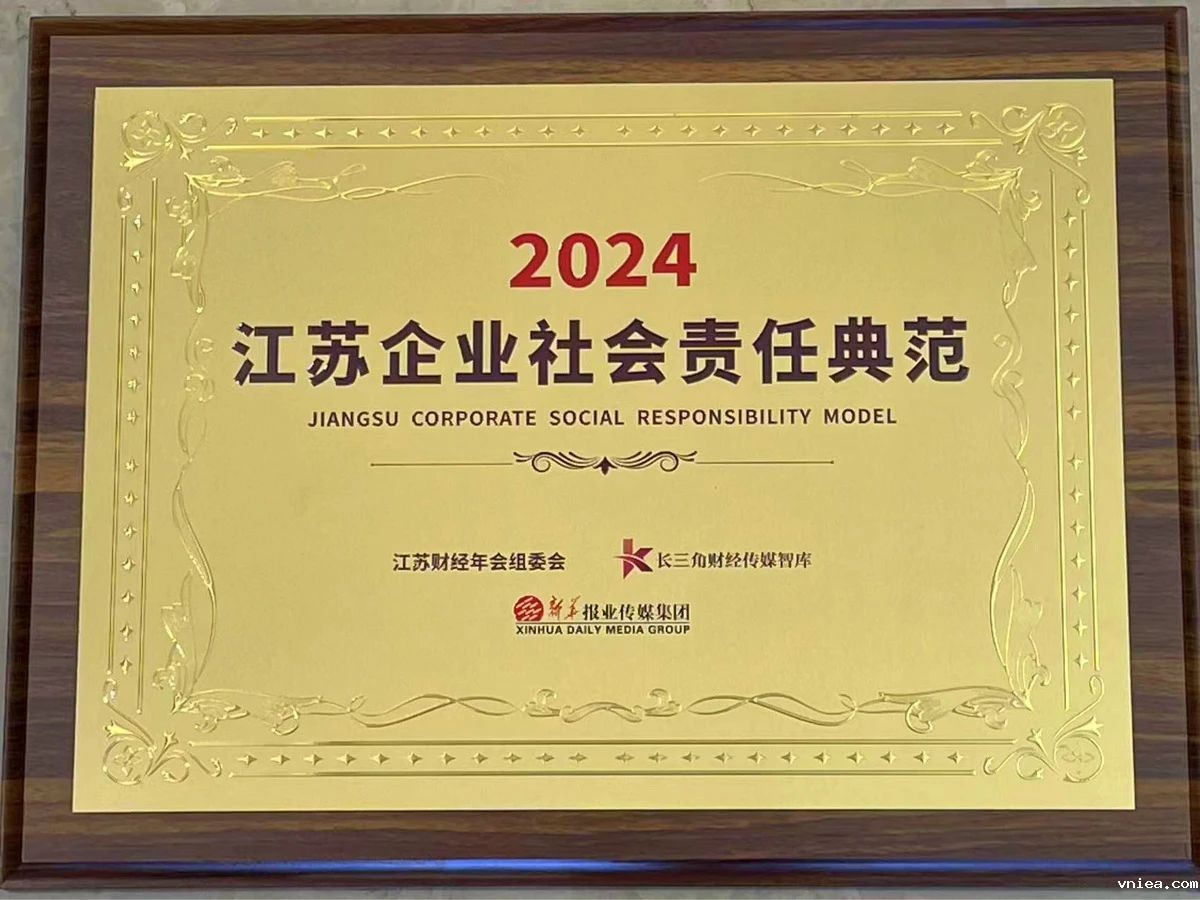 2024
江苏企业社会责任典范
JIANGSU CORPORATE SOCIAL RESPONSIBILITY MODEL
江苏财经年会组委会 长三角财经传媒智库
新华报业传媒集团
XINHUA DAILY MEDIA GROUP
vniea.com